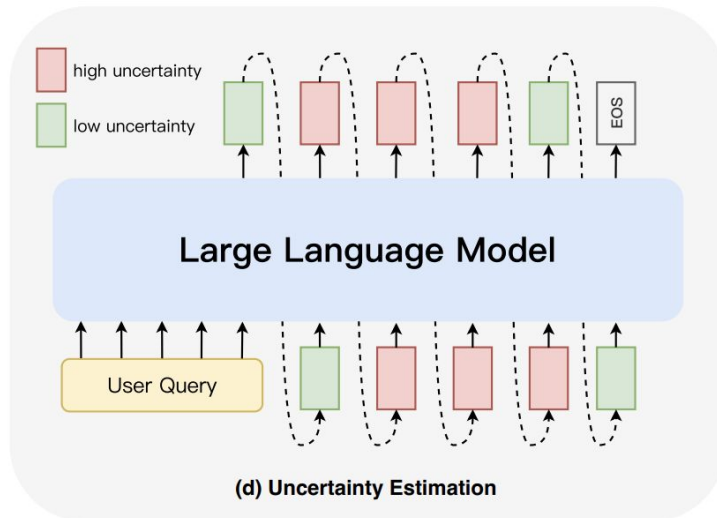 high uncertainty
low uncertainty
EOS
Large Language Model
User Query
(d) Uncertainty Estimation